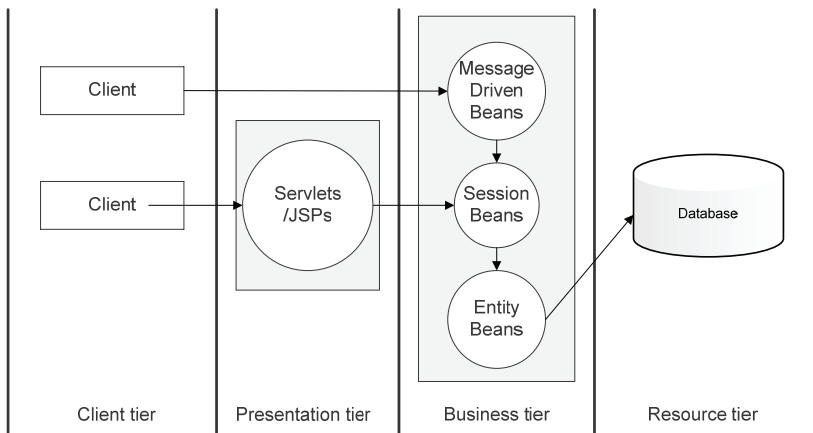 Client
Message
Driven
Beans
Client
Servlets
/JSPs
Session
Beans
Database
Entity
Beans
Client tier
Presentation tier
Business tier
Resource tier